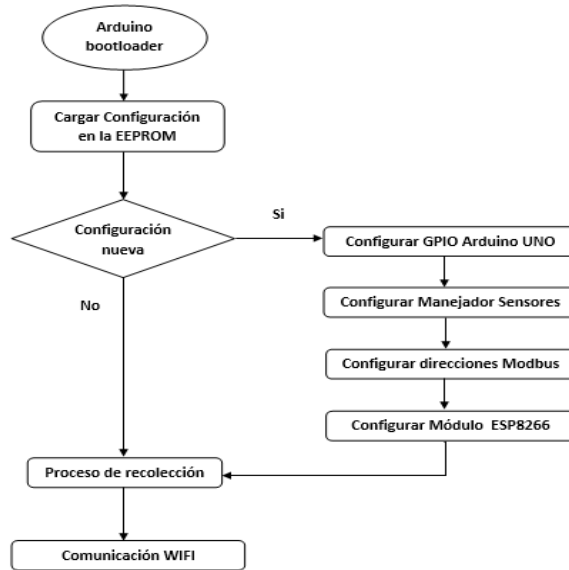 Arduino
bootloader
Cargar Configuración
en la EEPROM
Configuración
nueva
Si
No
Configurar GPIO Arduino UNO
Configurar Manejador Sensores
Configurar direcciones Modbus
Configurar Módulo ESP8266
Proceso de recolección
Comunicación WIFI